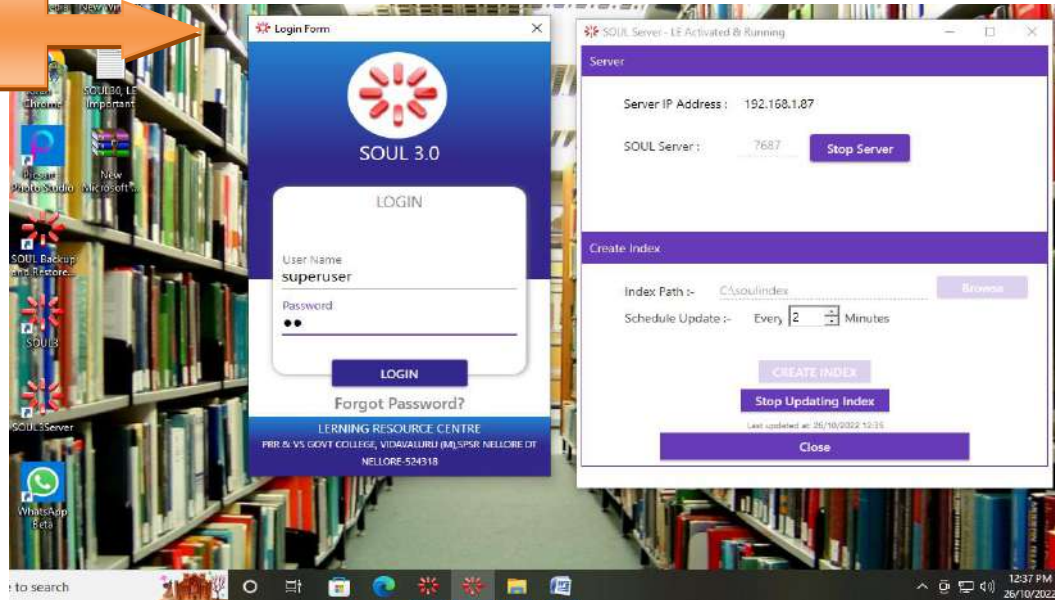 Chrome
SOUL30, LE
Important
Picsart
Photo Studio
New
Microsoft...
SOUL Backup
and Restore...
SOUL3
SOUL3Server
WhatsApp
Beta
Login Form
SOUL 3.0
LOGIN
User Name
superuser
Password
LOGIN
Forgot Password?
LERNING RESOURCE CENTRE
PRR & VS GOVT COLLEGE, VIDAVALURU (M),SPSR NELLORE DT
NELLORE-524318
SOUL Server - LE Activated & Running
Server
Server IP Address : 192.168.1.87
SOUL Server : 7687 Stop Server
Create Index
Index Path :- C:\soulindex Browse
Schedule Update :- Every 2 Minutes
CREATE INDEX
Stop Updating Index
Last updated at: 26/10/2022 12:35
Close
to search
12:37 PM
26/10/2022